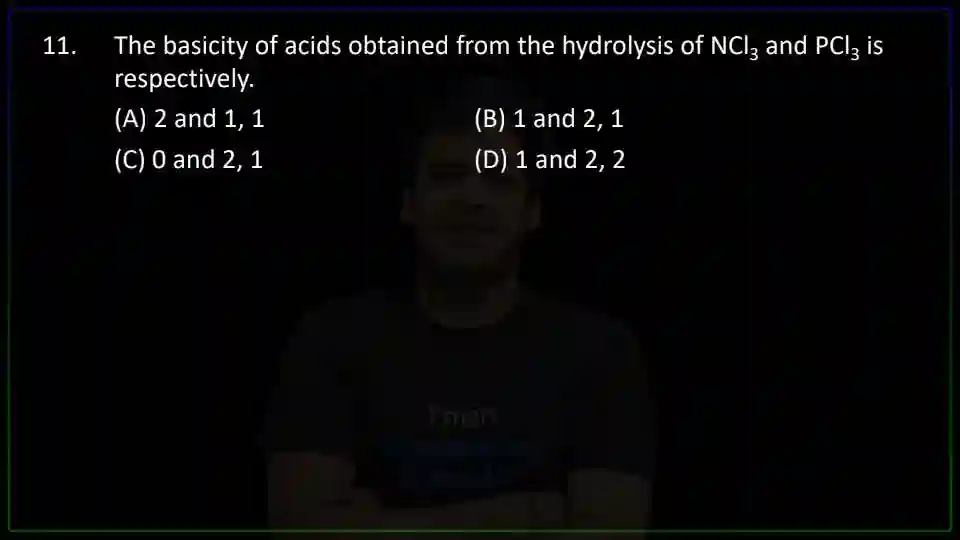 11. The basicity of acids obtained from the hydrolysis of NCl₃ and PCl₃ is
respectively.
(A) 2 and 1, 1 (B) 1 and 2, 1
(C) 0 and 2, 1 (D) 1 and 2, 2